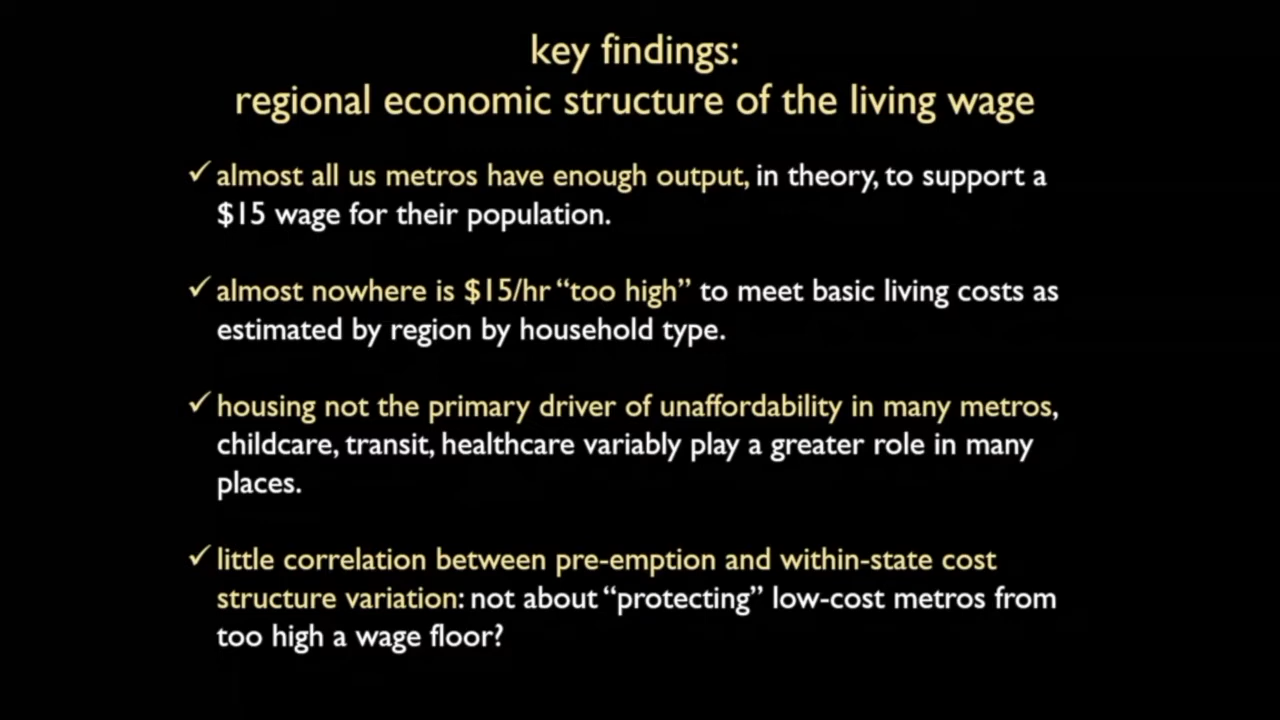 key findings:
regional economic structure of the living wage
✓ almost all us metros have enough output, in theory, to support a
$15 wage for their population.
✓ almost nowhere is $15/hr “too high” to meet basic living costs as
estimated by region by household type.
✓ housing not the primary driver of unaffordability in many metros,
childcare, transit, healthcare variably play a greater role in many
places.
✓ little correlation between pre-emption and within-state cost
structure variation: not about “protecting” low-cost metros from
too high a wage floor?